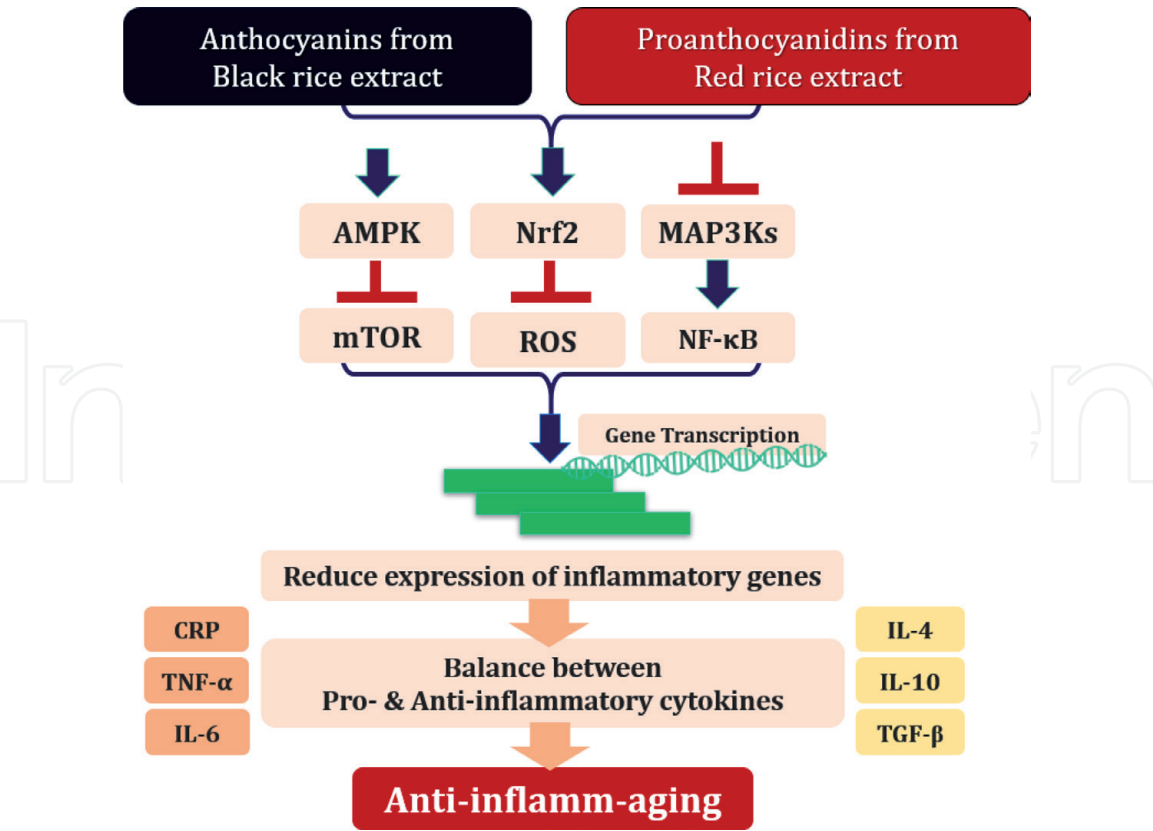 Anthocyanins from
Black rice extract
Proanthocyanidins from
Red rice extract
AMPK
Nrf2
MAP3Ks
mTOR
ROS
NF-κB
Gene Transcription
Reduce expression of inflammatory genes
CRP
TNF-α
IL-6
Balance between
Pro- & Anti-inflammatory cytokines
IL-4
IL-10
TGF-β
Anti-inflamm-aging